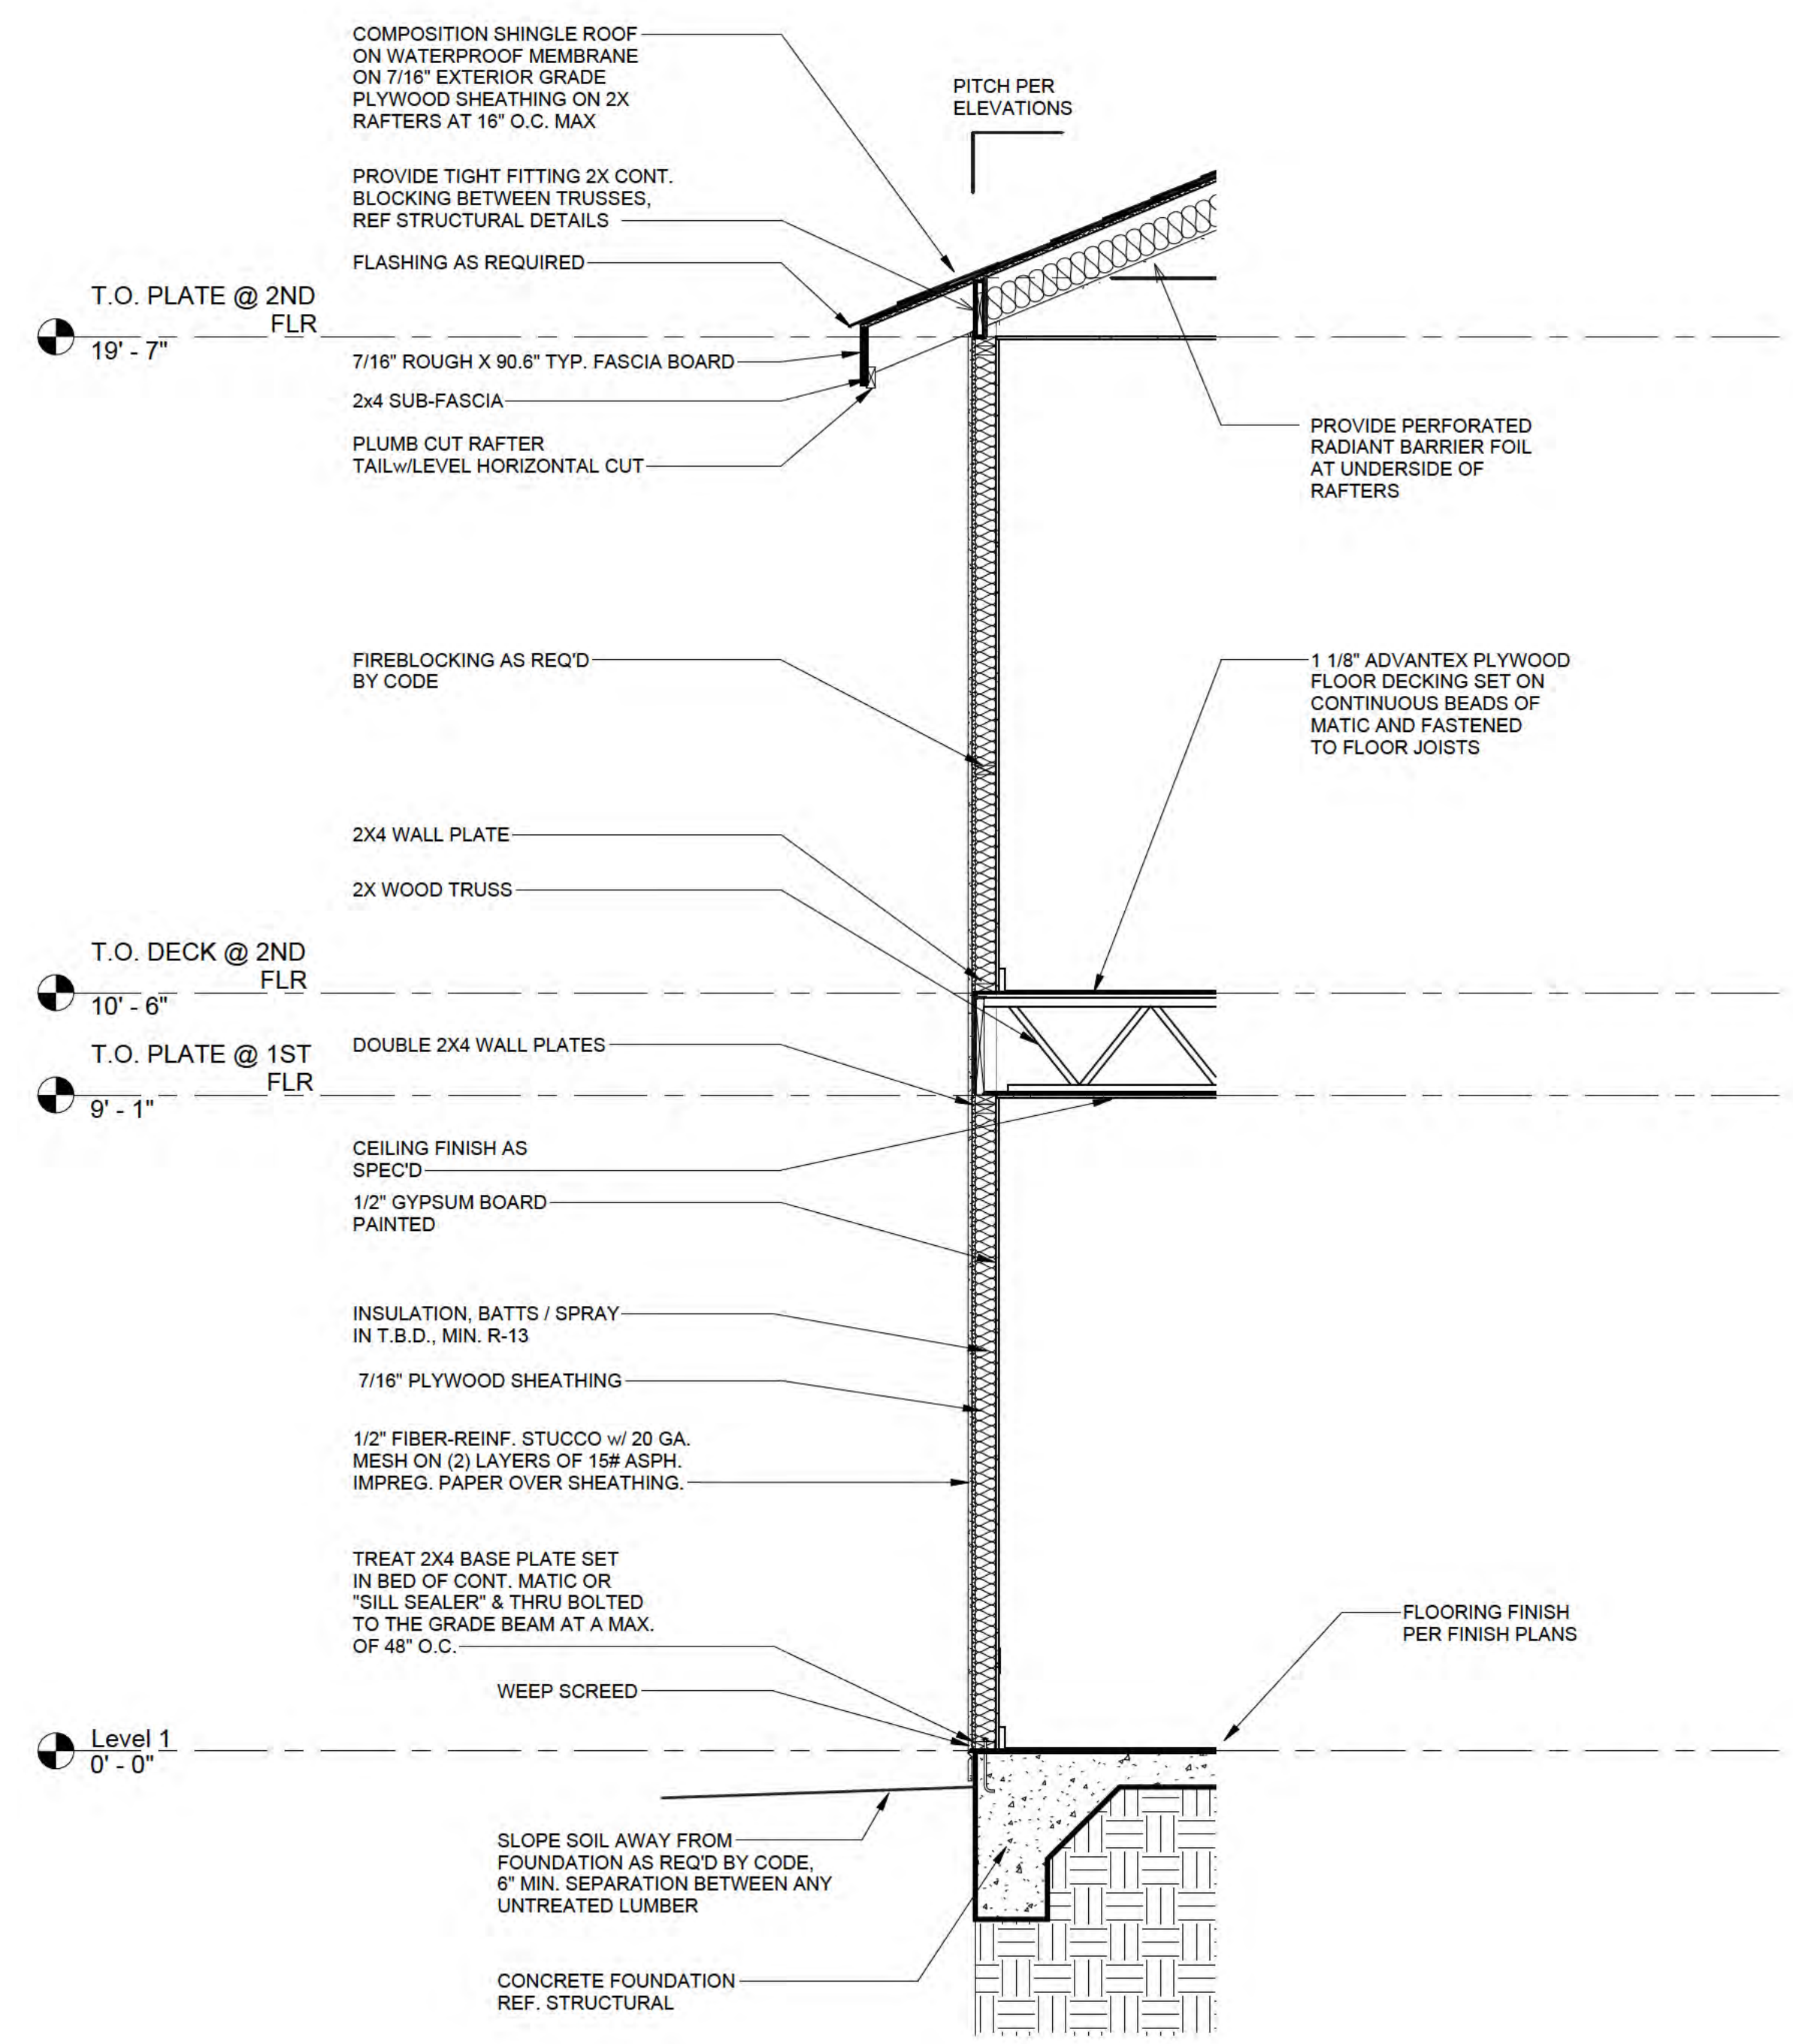 COMPOSITION SHINGLE ROOF
ON WATERPROOF MEMBRANE
ON 7/16" EXTERIOR GRADE
PLYWOOD SHEATHING ON 2X
RAFTERS AT 16" O.C. MAX
PITCH PER
ELEVATIONS
PROVIDE TIGHT FITTING 2X CONT.
BLOCKING BETWEEN TRUSSES,
REF STRUCTURAL DETAILS
FLASHING AS REQUIRED
T.O. PLATE @ 2ND
FLR
19' - 7"
7/16" ROUGH X 90.6" TYP. FASCIA BOARD
2x4 SUB-FASCIA
PLUMB CUT RAFTER
TAILw/LEVEL HORIZONTAL CUT
PROVIDE PERFORATED
RADIANT BARRIER FOIL
AT UNDERSIDE OF
RAFTERS
FIREBLOCKING AS REQ'D
BY CODE
1 1/8" ADVANTEX PLYWOOD
FLOOR DECKING SET ON
CONTINUOUS BEADS OF
MATIC AND FASTENED
TO FLOOR JOISTS
2X4 WALL PLATE
2X WOOD TRUSS
T.O. DECK @ 2ND
FLR
10' - 6"
T.O. PLATE @ 1ST
FLR
9' - 1"
DOUBLE 2X4 WALL PLATES
CEILING FINISH AS
SPEC'D
1/2" GYPSUM BOARD
PAINTED
INSULATION, BATTS / SPRAY
IN T.B.D., MIN. R-13
7/16" PLYWOOD SHEATHING
1/2" FIBER-REINF. STUCCO w/ 20 GA.
MESH ON (2) LAYERS OF 15# ASPH.
IMPREG. PAPER OVER SHEATHING.
TREAT 2X4 BASE PLATE SET
IN BED OF CONT. MATIC OR
"SILL SEALER" & THRU BOLTED
TO THE GRADE BEAM AT A MAX.
OF 48" O.C.
FLOORING FINISH
PER FINISH PLANS
WEEP SCREED
Level 1
0' - 0"
SLOPE SOIL AWAY FROM
FOUNDATION AS REQ'D BY CODE,
6" MIN. SEPARATION BETWEEN ANY
UNTREATED LUMBER
CONCRETE FOUNDATION
REF. STRUCTURAL